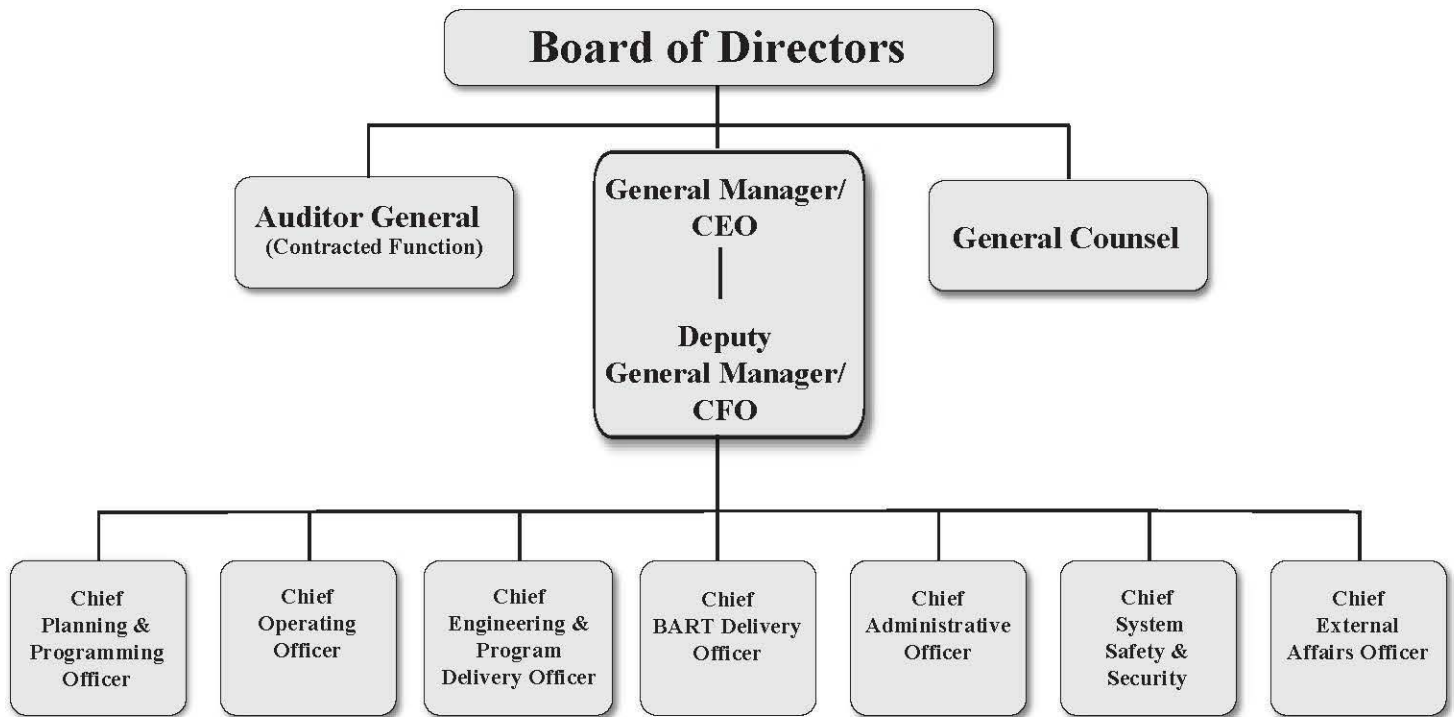 Board of Directors
Auditor General
(Contracted Function)
General Manager/
CEO
Deputy
General Manager/
CFO
General Counsel
Chief
Planning &
Programming
Officer
Chief
Operating
Officer
Chief
Engineering &
Program
Delivery Officer
Chief
BART Delivery
Officer
Chief
Administrative
Officer
Chief
System
Safety &
Security
Chief
External
Affairs Officer